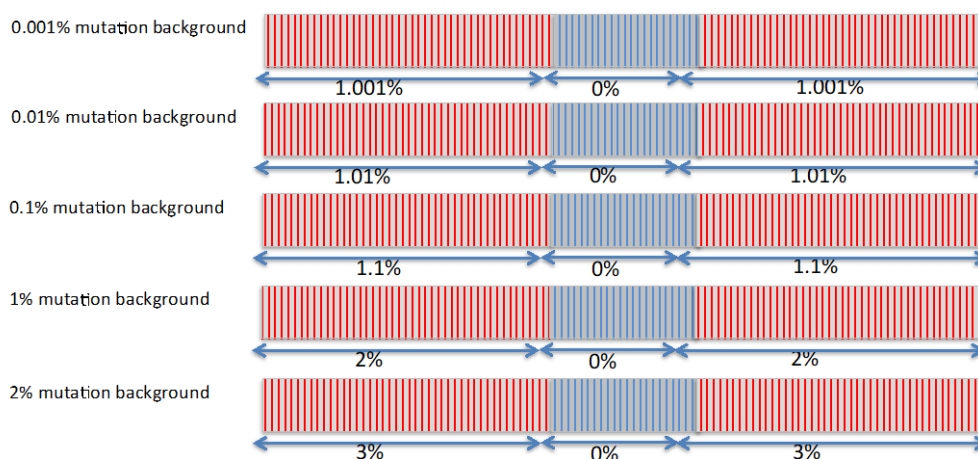 0.001% mutation background
1.001% 0% 1.001%
0.01% mutation background
1.01% 0% 1.01%
0.1% mutation background
1.1% 0% 1.1%
1% mutation background
2% 0% 2%
2% mutation background
3% 0% 3%